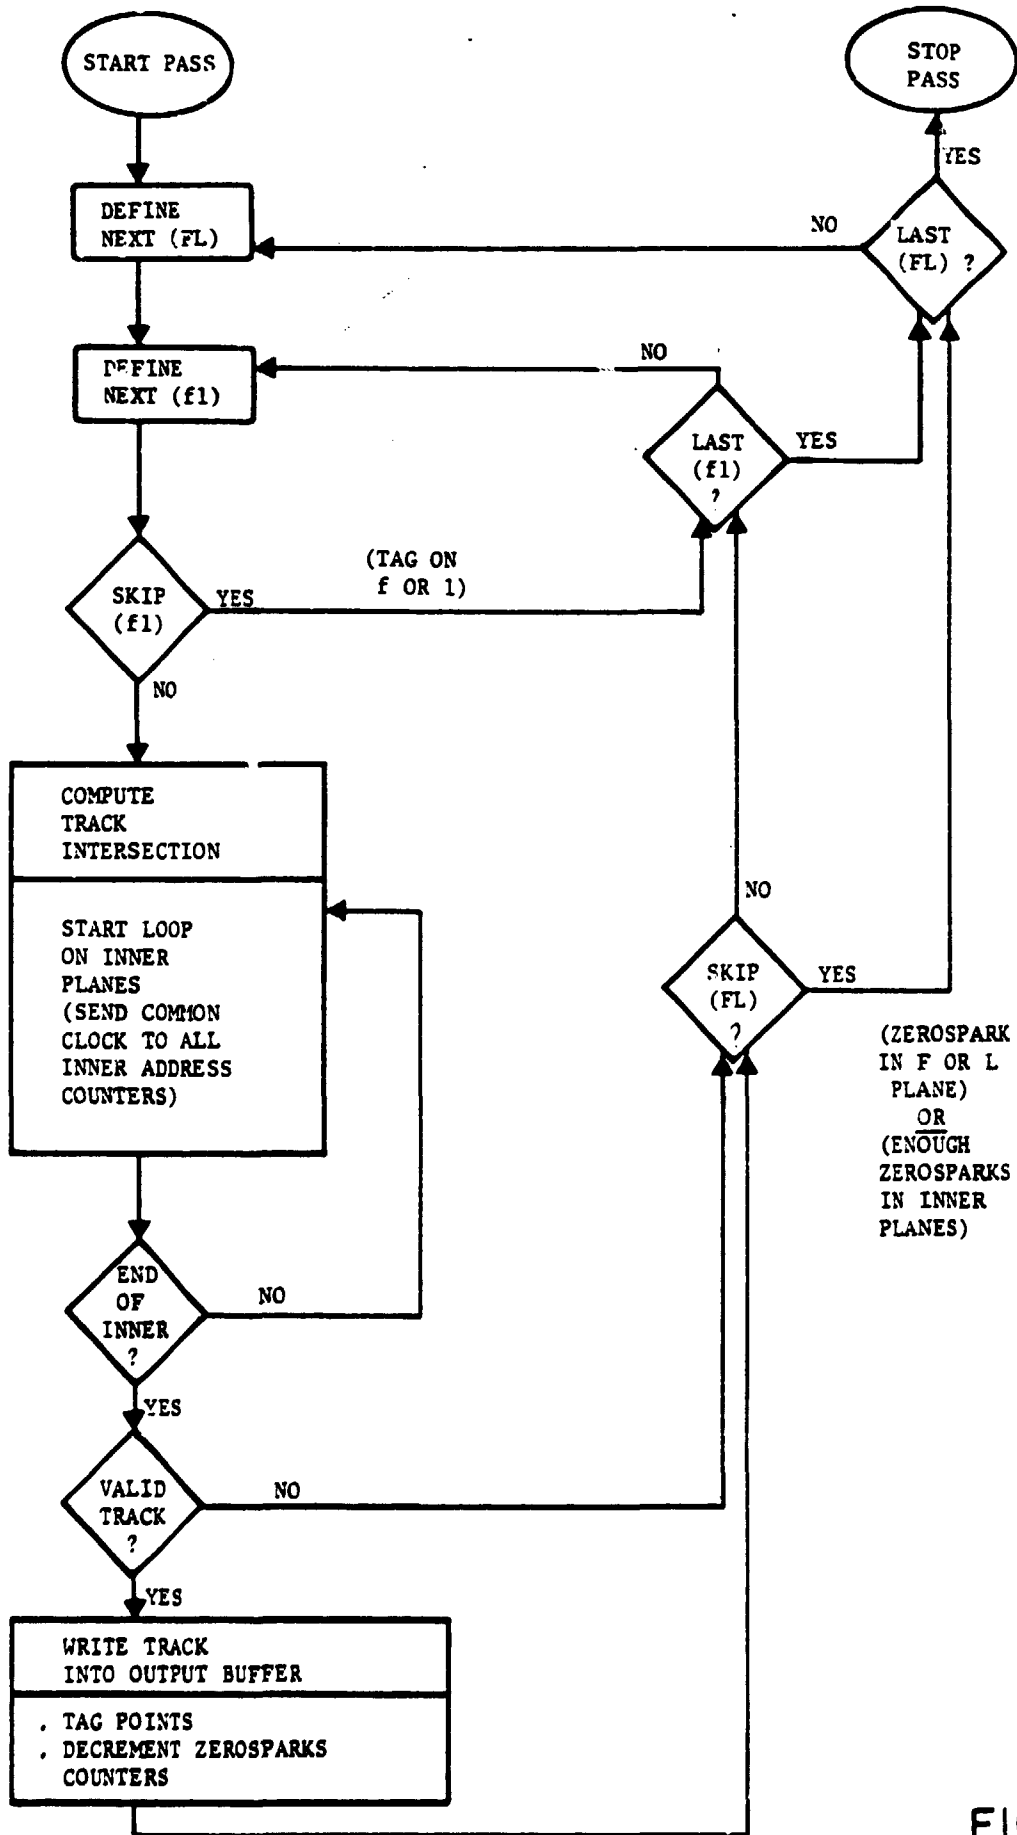 START PASS
STOP
PASS
YES
DEFINE
NEXT (FL)
NO
LAST
(FL) ?
DEFINE
NEXT (fl)
NO
LAST
(fl)
?
YES
SKIP
(fl)
YES
(TAG ON
f OR l)
NO
COMPUTE
TRACK
INTERSECTION
START LOOP
ON INNER
PLANES
(SEND COMMON
CLOCK TO ALL
INNER ADDRESS
COUNTERS)
NO
SKIP
(FL)
?
YES
(ZEROSPARK
IN F OR L
PLANE)
OR
(ENOUGH
ZEROSPARKS
IN INNER
PLANES)
END
OF
INNER
?
NO
YES
VALID
TRACK
?
NO
YES
WRITE TRACK
INTO OUTPUT BUFFER
. TAG POINTS
. DECREMENT ZEROSPARKS
COUNTERS